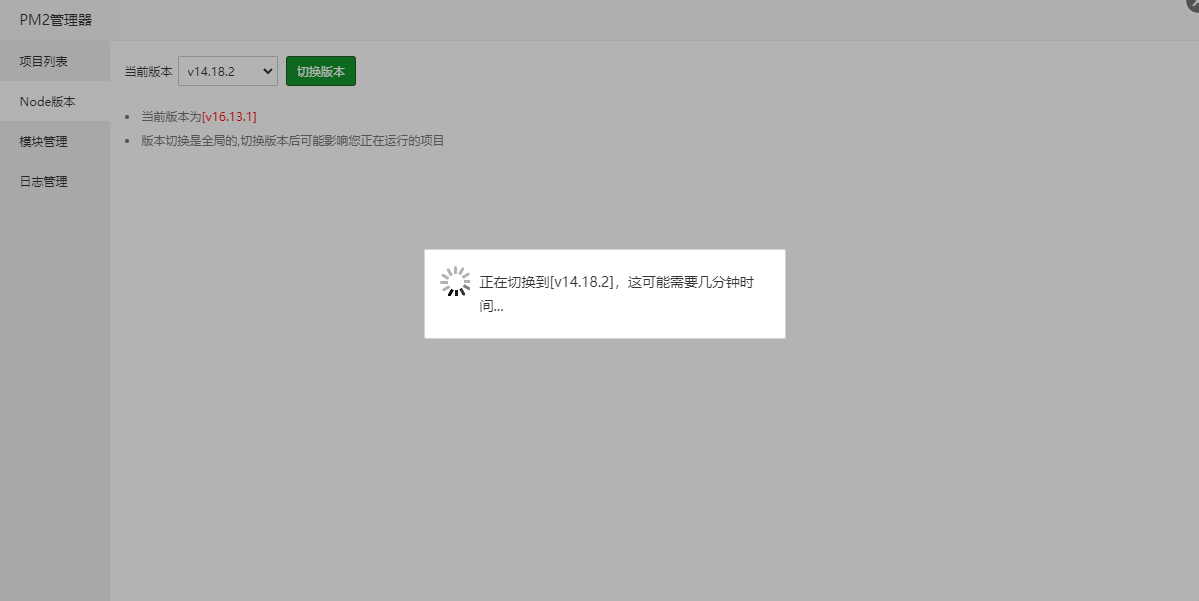 PM2管理器
项目列表
Node版本
模块管理
日志管理
当前版本 v14.18.2 切换版本
当前版本为[v16.13.1]
版本切换是全局的,切换版本后可能影响您正在运行的项目
正在切换到[v14.18.2]，这可能需要几分钟时
间...